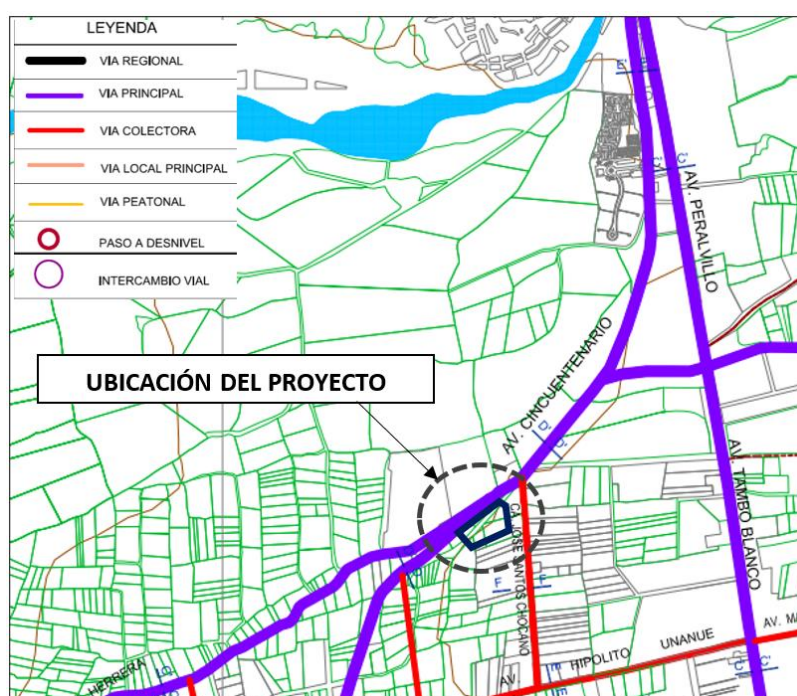 LEYENDA
VIA REGIONAL
VIA PRINCIPAL
VIA COLECTORA
VIA LOCAL PRINCIPAL
VIA PEATONAL
PASO A DESNIVEL
INTERCAMBIO VIAL
AV. PERALVILLO
UBICACIÓN DEL PROYECTO
AV. CINCUENTENARIO
AV. TAMBO BLANCO
CA. JOSE SANTOS CHOCANO
F
F
HERRERA
AV. HIPOLITO UNANUE
AV. MA